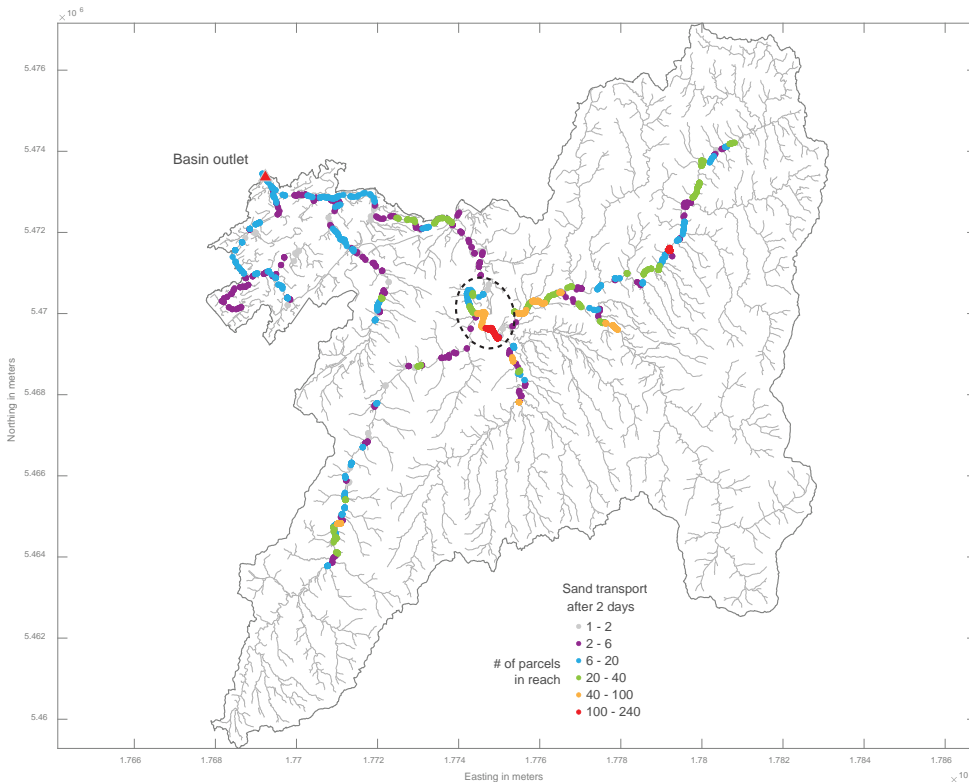 × 10 6
5.476
5.474
5.472
5.47
5.468
5.466
5.464
5.462
5.46
Northing in meters
Basin outlet
Sand transport
after 2 days
# of parcels
in reach
1 - 2
2 - 6
6 - 20
20 - 40
40 - 100
100 - 240
1.766
1.768
1.77
1.772
1.774
1.776
1.778
1.78
1.782
1.784
1.786
Easting in meters
× 10